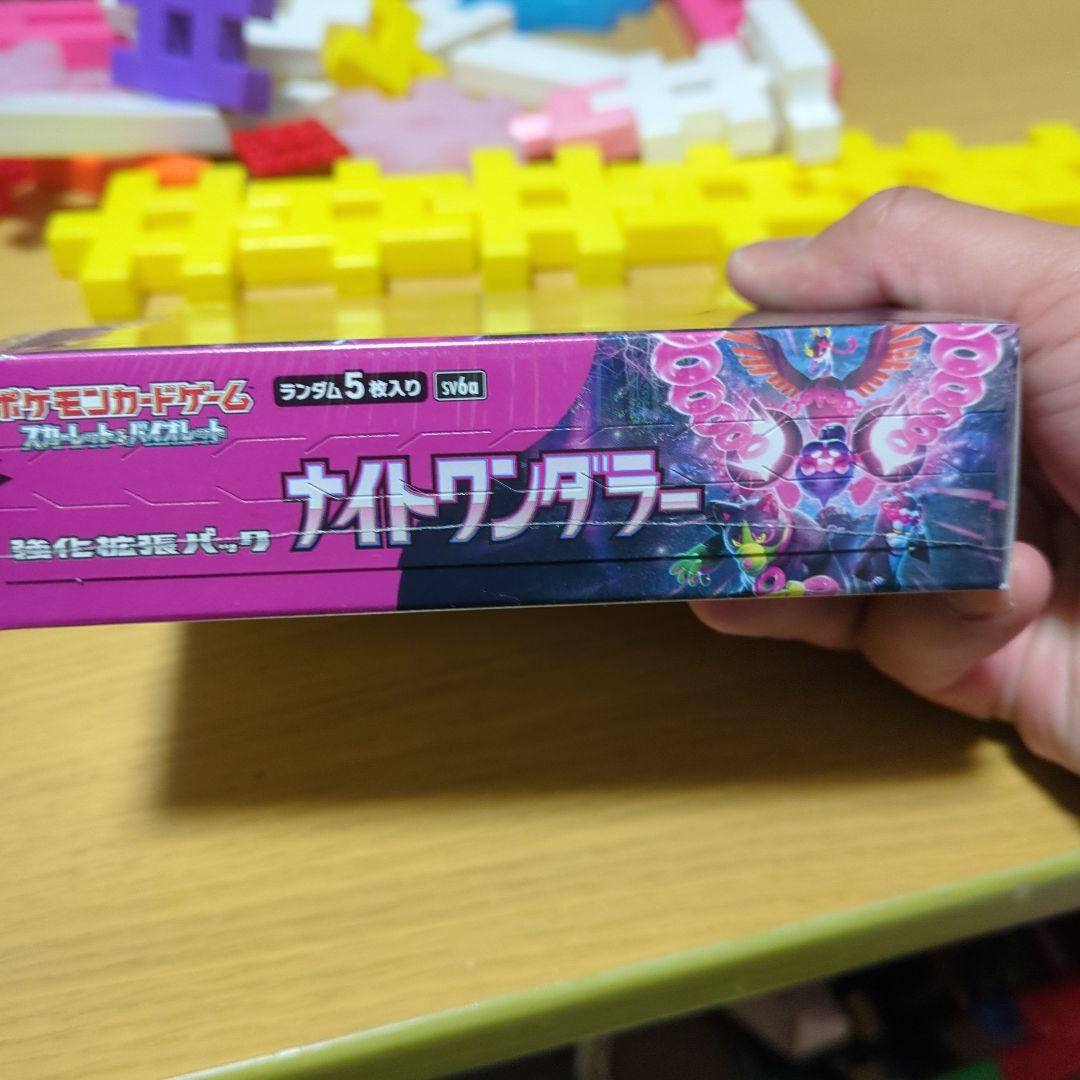 ポケモンカードゲーム
スカーレット&バイオレット
ランダム5枚入り
sv6a
強化拡張パック
ナイトワンダラー